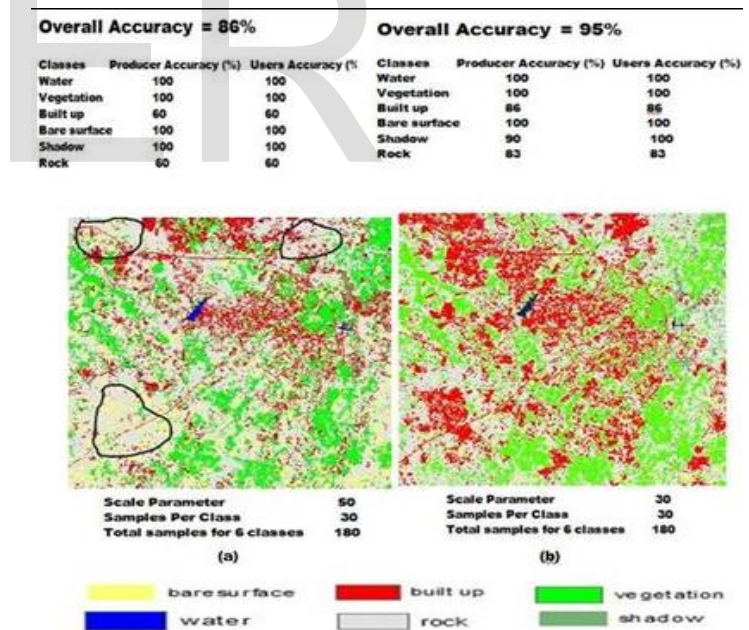 Overall Accuracy = 86%
Classes Producer Accuracy (%) Users Accuracy (%
Water 100 100
Vegetation 100 100
Built up 60 60
Bare surface 100 100
Shadow 100 100
Rock 60 60
Overall Accuracy = 95%
Classes Producer Accuracy (%) Users Accuracy (%)
Water 100 100
Vegetation 100 100
Built up 86 86
Bare surface 100 100
Shadow 90 100
Rock 83 83
Scale Parameter 50
Samples Per Class 30
Total samples for 6 classes 180
(a)
Scale Parameter 30
Samples Per Class 30
Total samples for 6 classes 180
(b)
bare surface built up vegetation
water rock shadow
ER